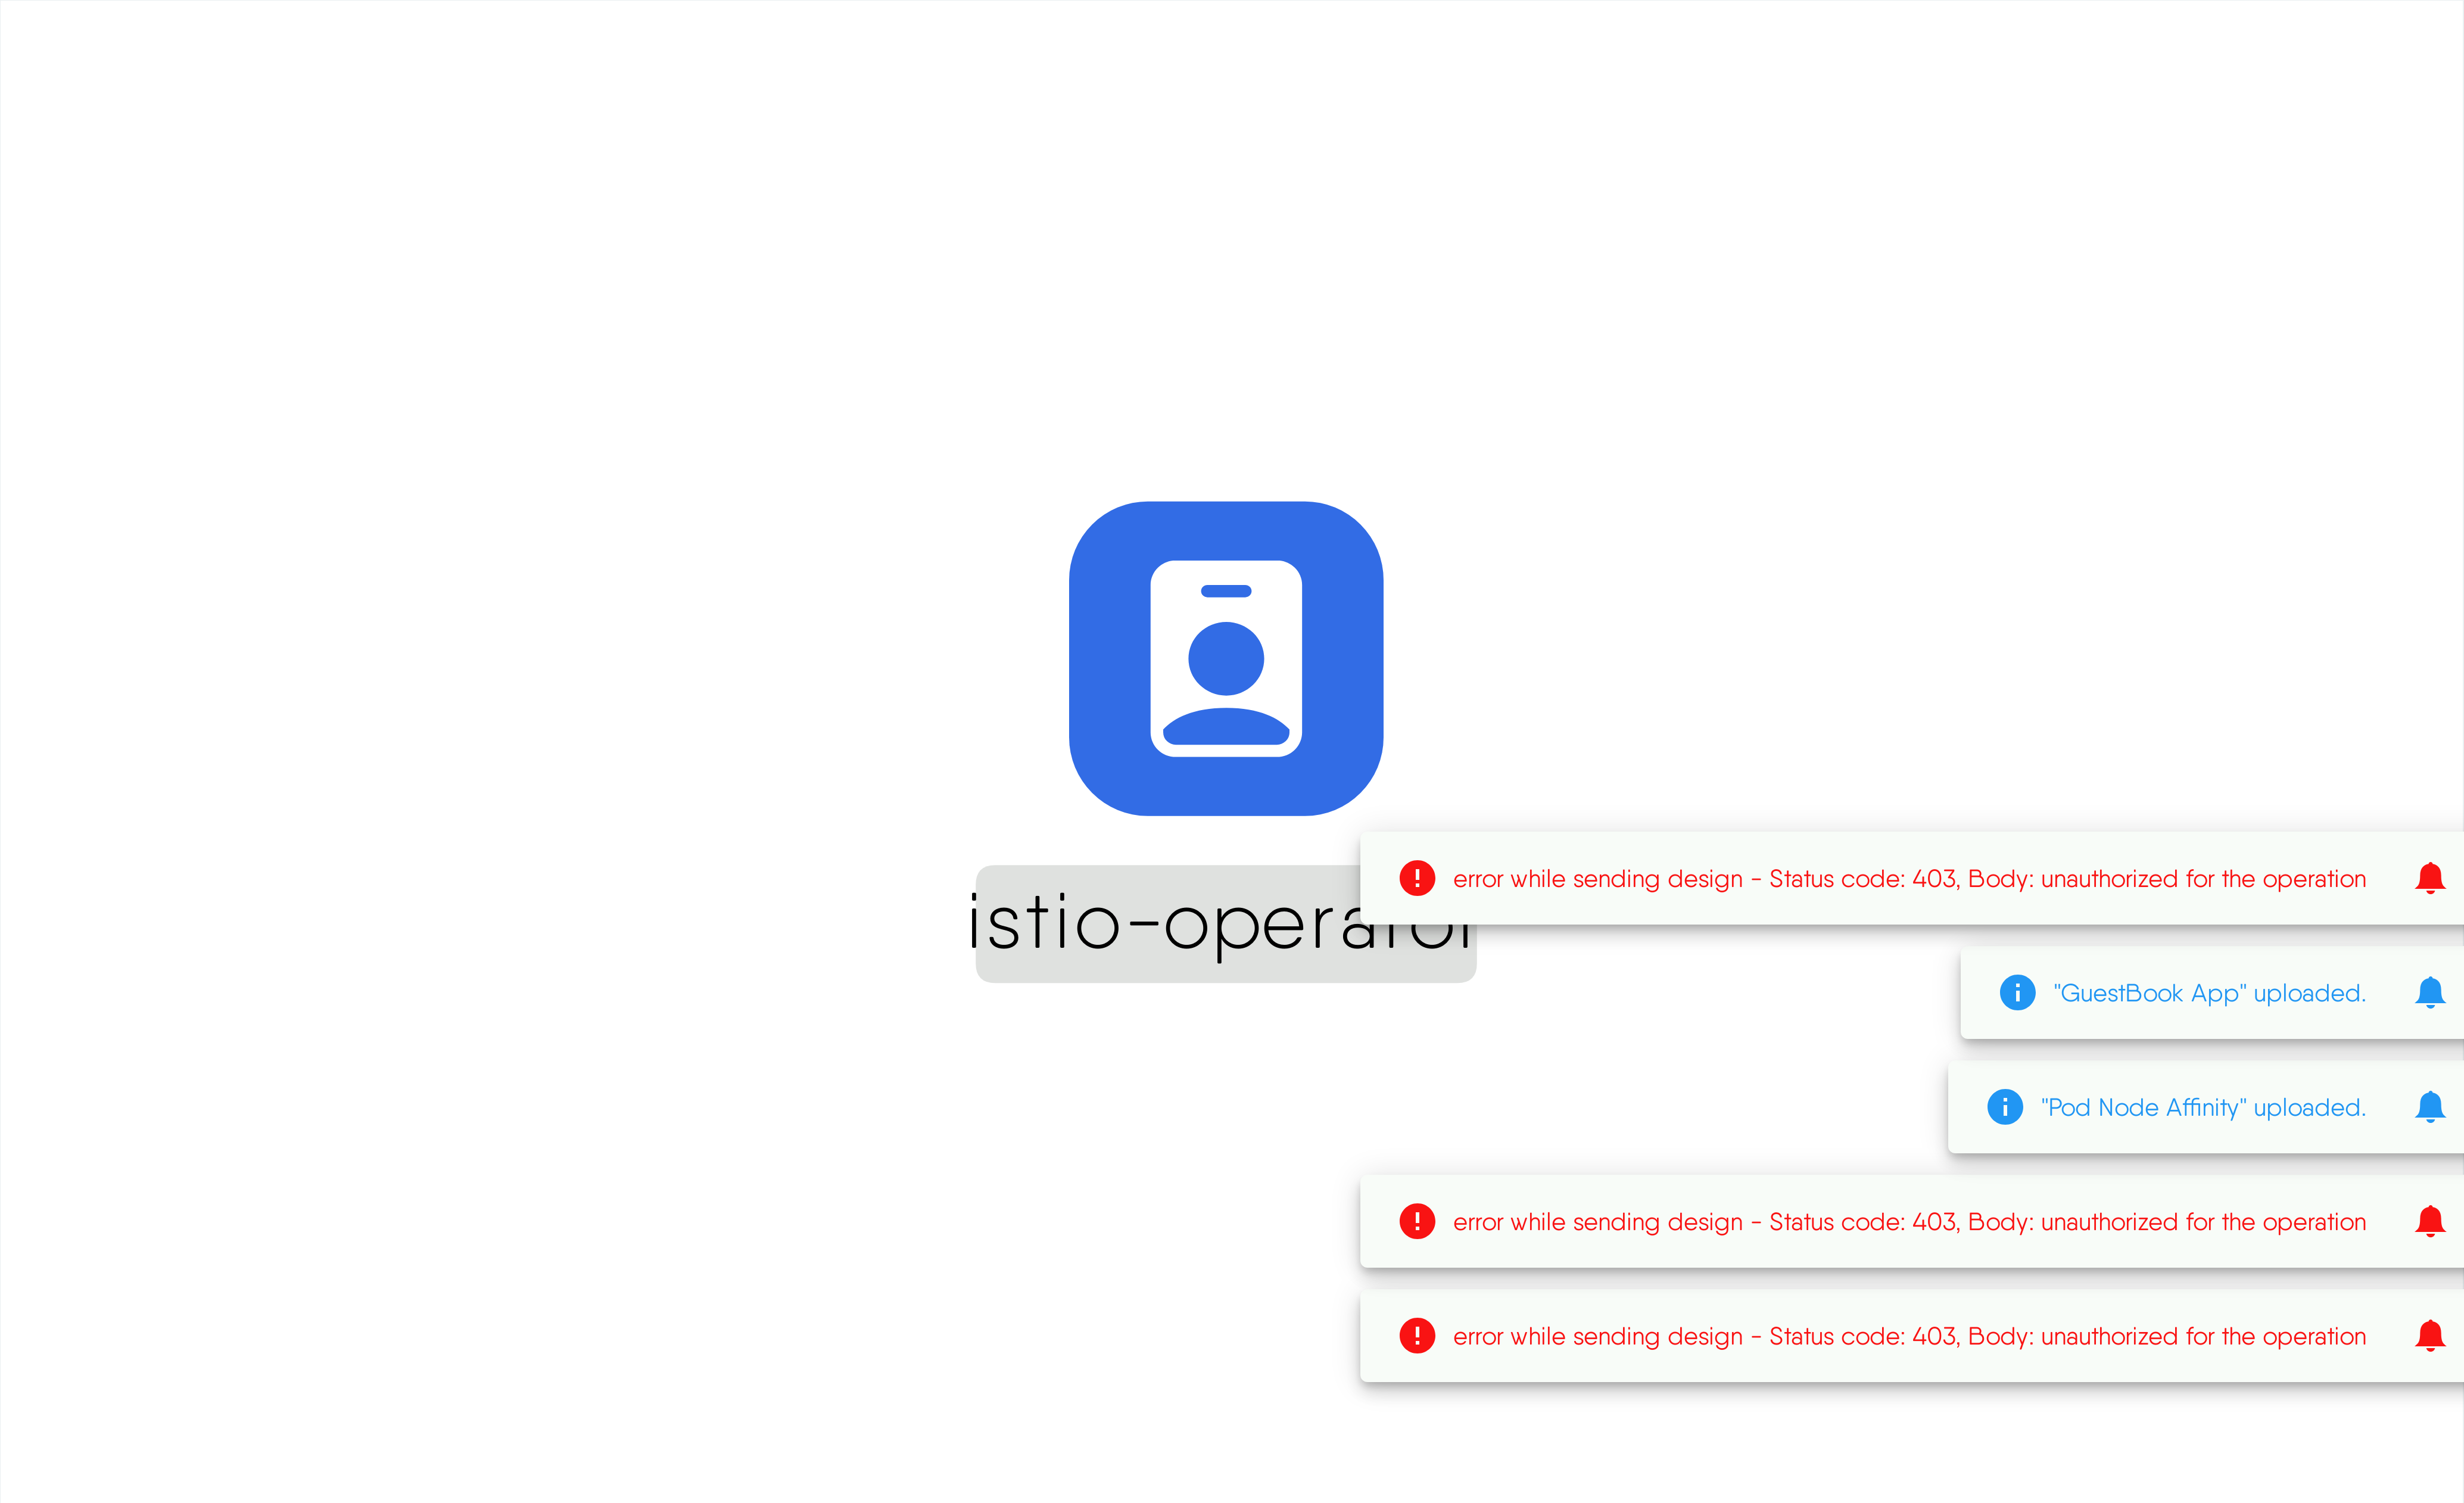 istio-operator
error while sending design - Status code: 403, Body: unauthorized for the operation
"GuestBook App" uploaded.
"Pod Node Affinity" uploaded.
error while sending design - Status code: 403, Body: unauthorized for the operation
error while sending design - Status code: 403, Body: unauthorized for the operation